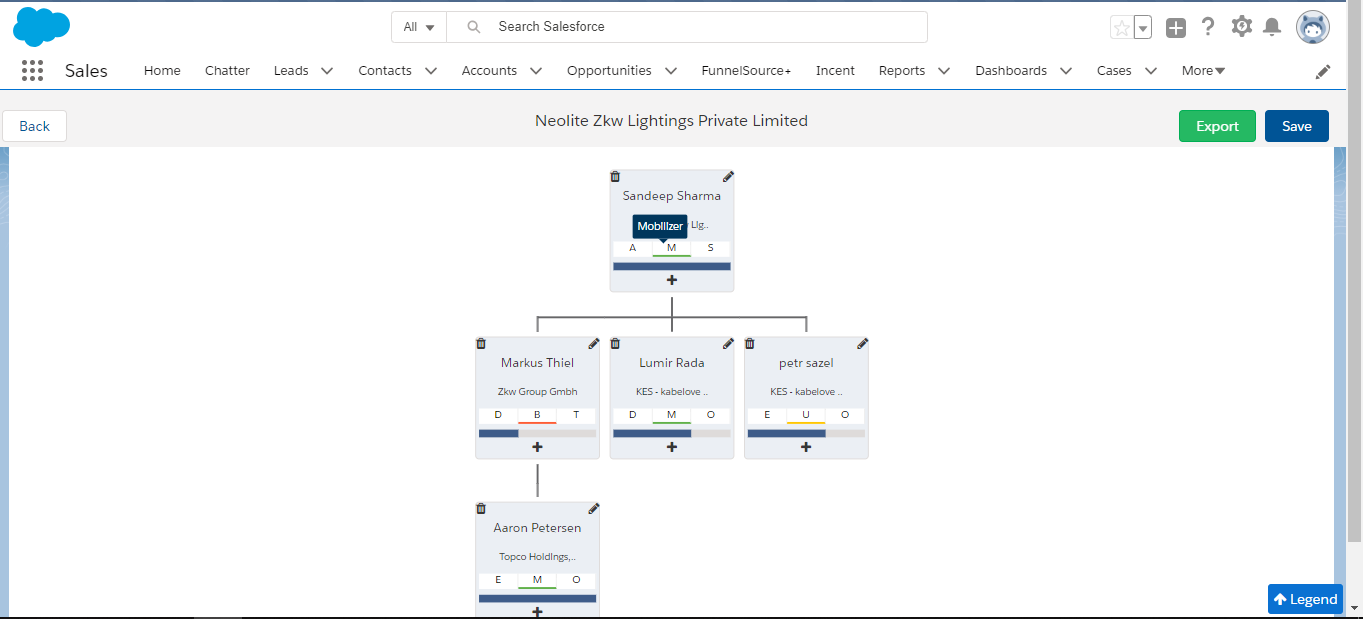 All
Search Salesforce
Sales
Home
Chatter
Leads
Contacts
Accounts
Opportunities
FunnelSource+
Incent
Reports
Dashboards
Cases
More
Back
Neolite Zkw Lightings Private Limited
Export
Save
Sandeep Sharma
Lig..
Mobilizer
A M S
+
Markus Thiel
Zkw Group Gmbh
D B T
+
Lumir Rada
KES - kabelove ..
D M O
+
petr sazel
KES - kabelove ..
E U O
+
Aaron Petersen
Topco Holdings,..
E M O
+
Legend